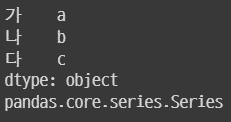 가    a
나    b
다    c
dtype: object
pandas.core.series.Series